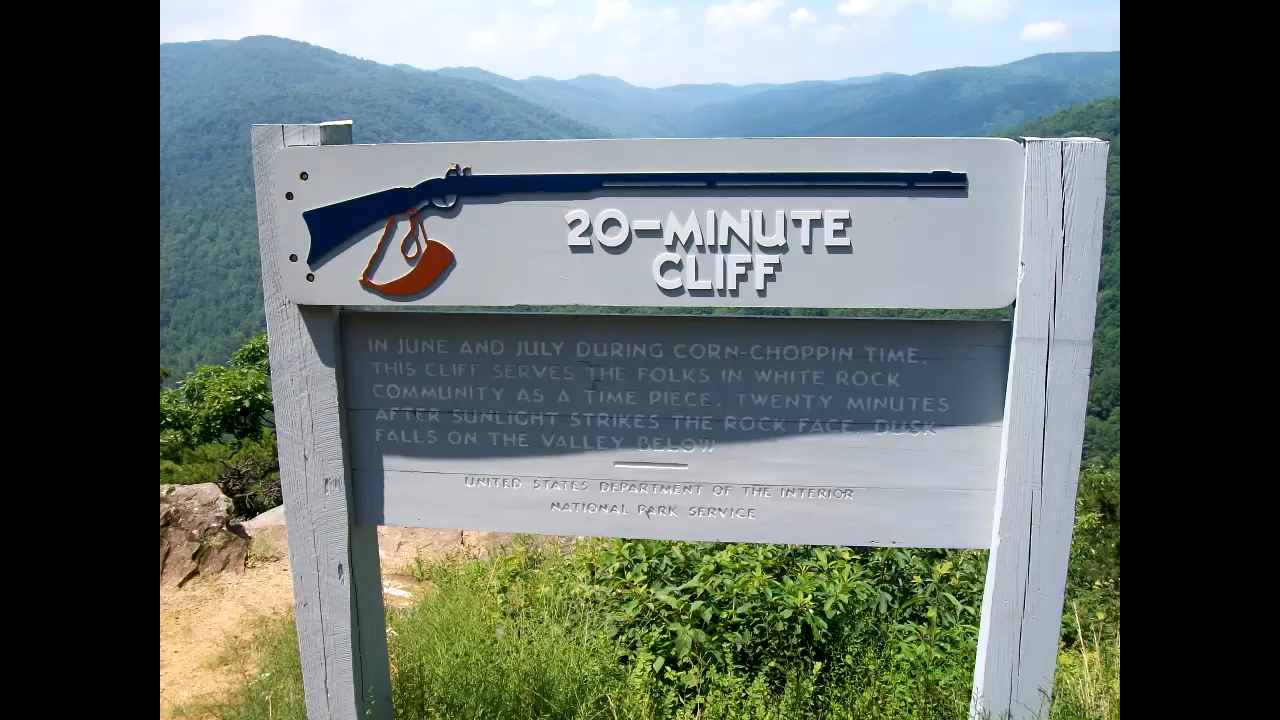 20-MINUTE
CLIFF
IN JUNE AND JULY DURING CORN-CHOPPIN TIME,
THIS CLIFF SERVES THE FOLKS IN WHITE ROCK
COMMUNITY AS A TIME PIECE. TWENTY MINUTES
AFTER SUNLIGHT STRIKES THE ROCK FACE, DUSK
FALLS ON THE VALLEY BELOW
UNITED STATES DEPARTMENT OF THE INTERIOR
NATIONAL PARK SERVICE